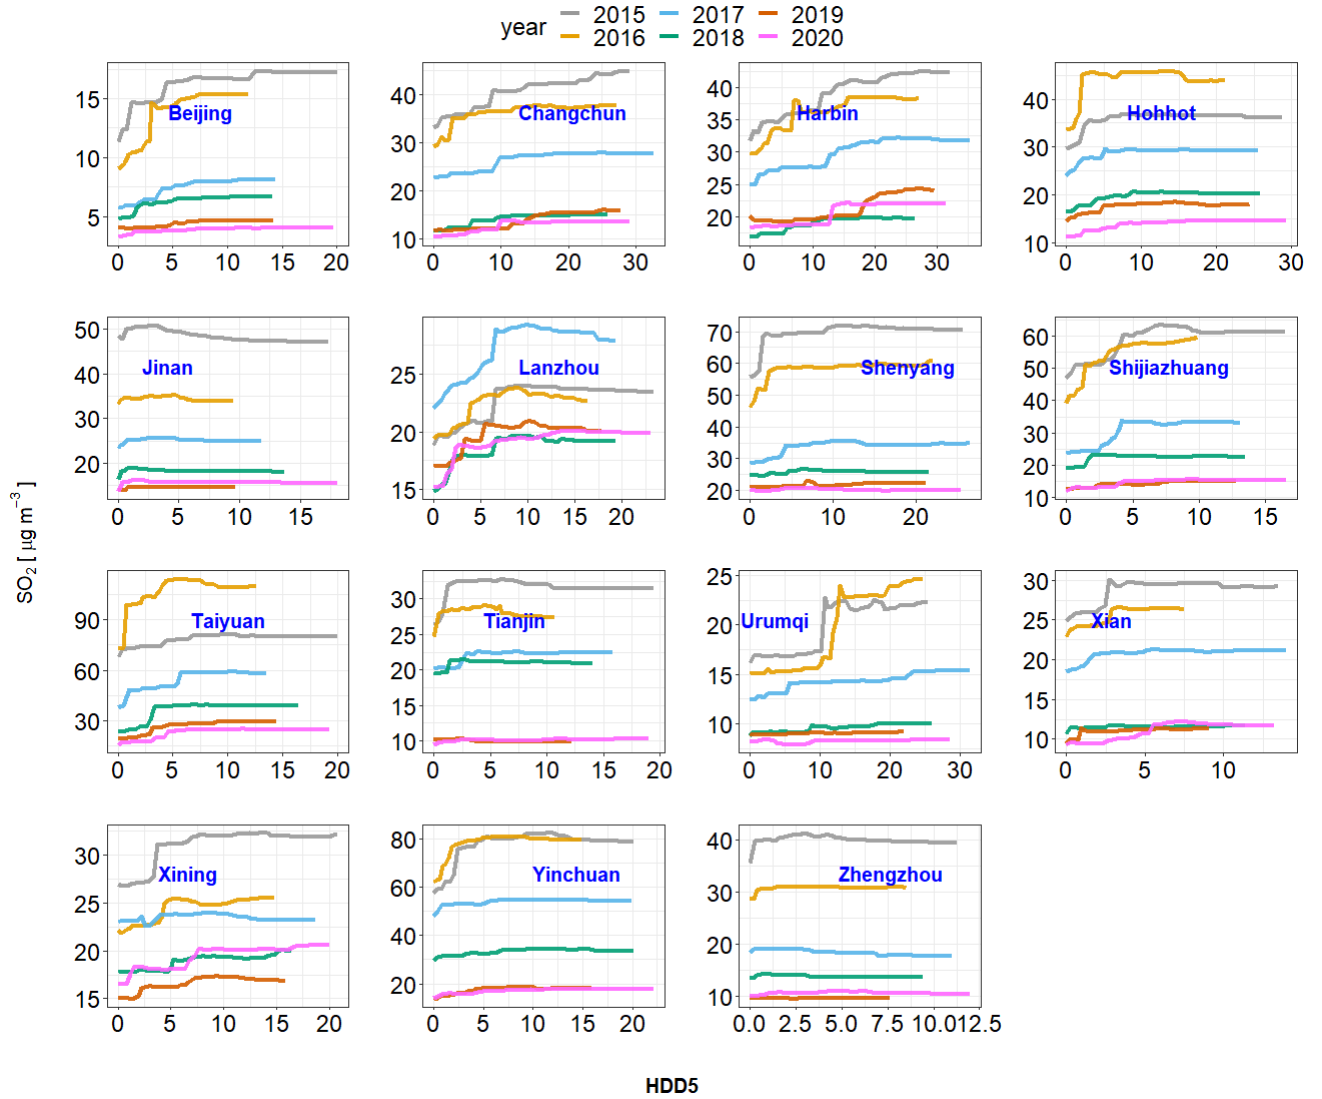 year 2015 2017 2019
2016 2018 2020
Beijing
15
10
5
0 5 10 15 20
Changchun
40
30
20
10
0 10 20 30
Harbin
40
35
30
25
20
0 10 20 30
Hohhot
40
30
20
10
0 10 20 30
Jinan
50
40
30
20
0 5 10 15
Lanzhou
25
20
15
0 5 10 15 20
Shenyang
70
60
50
40
30
20
0 10 20
Shijiazhuang
60
50
40
30
20
10
0 5 10 15
SO₂ [ μg m⁻³ ]
Taiyuan
90
60
30
0 5 10 15 20
Tianjin
30
25
20
15
10
0 5 10 15 20
Urumqi
25
20
15
10
0 10 20 30
Xian
30
25
20
15
10
0 5 10
Xining
30
25
20
15
0 5 10 15 20
Yinchuan
80
60
40
20
0 5 10 15 20
Zhengzhou
40
30
20
10
0.0 2.5 5.0 7.5 10.0 12.5
HDD5